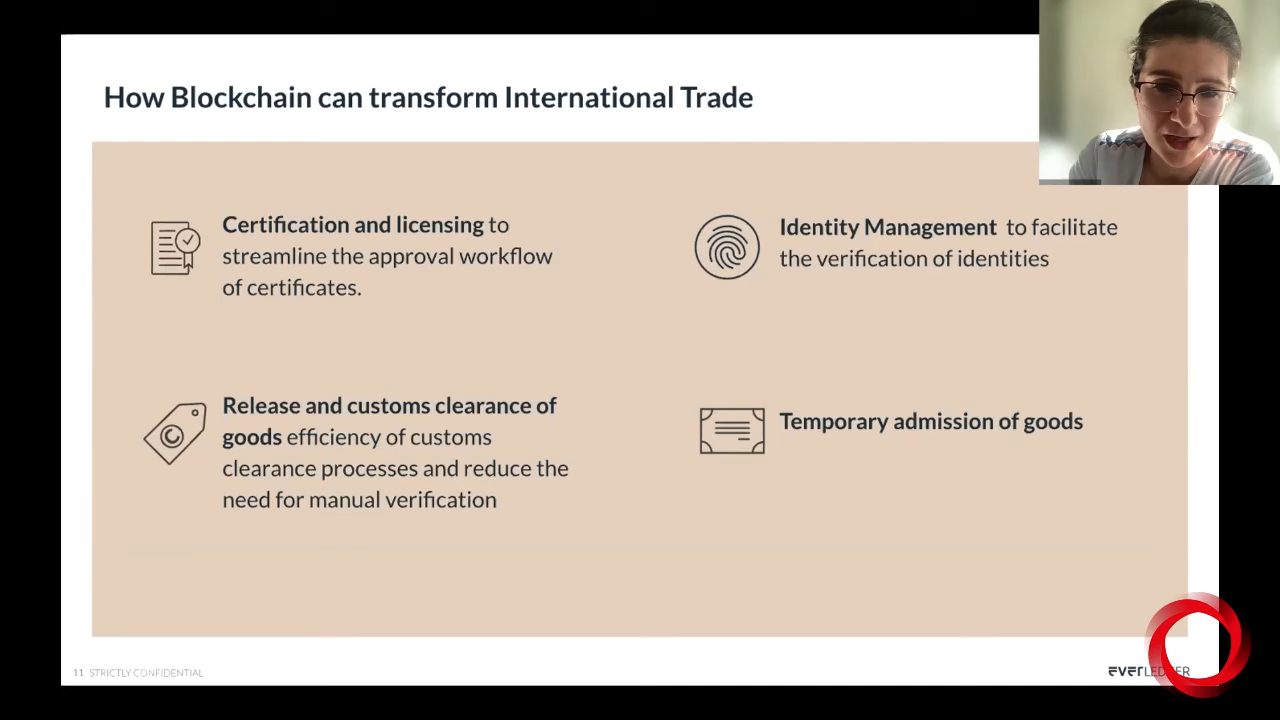 How Blockchain can transform International Trade
Certification and licensing to
streamline the approval workflow
of certificates.
Identity Management to facilitate
the verification of identities
Release and customs clearance of
goods efficiency of customs
clearance processes and reduce the
need for manual verification
Temporary admission of goods
11 STRICTLY CONFIDENTIAL
EVERLEDGER